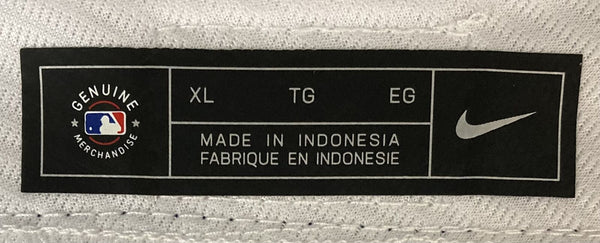 GENUINE
MERCHANDISE
XL TG EG
MADE IN INDONESIA
FABRIQUE EN INDONESIE